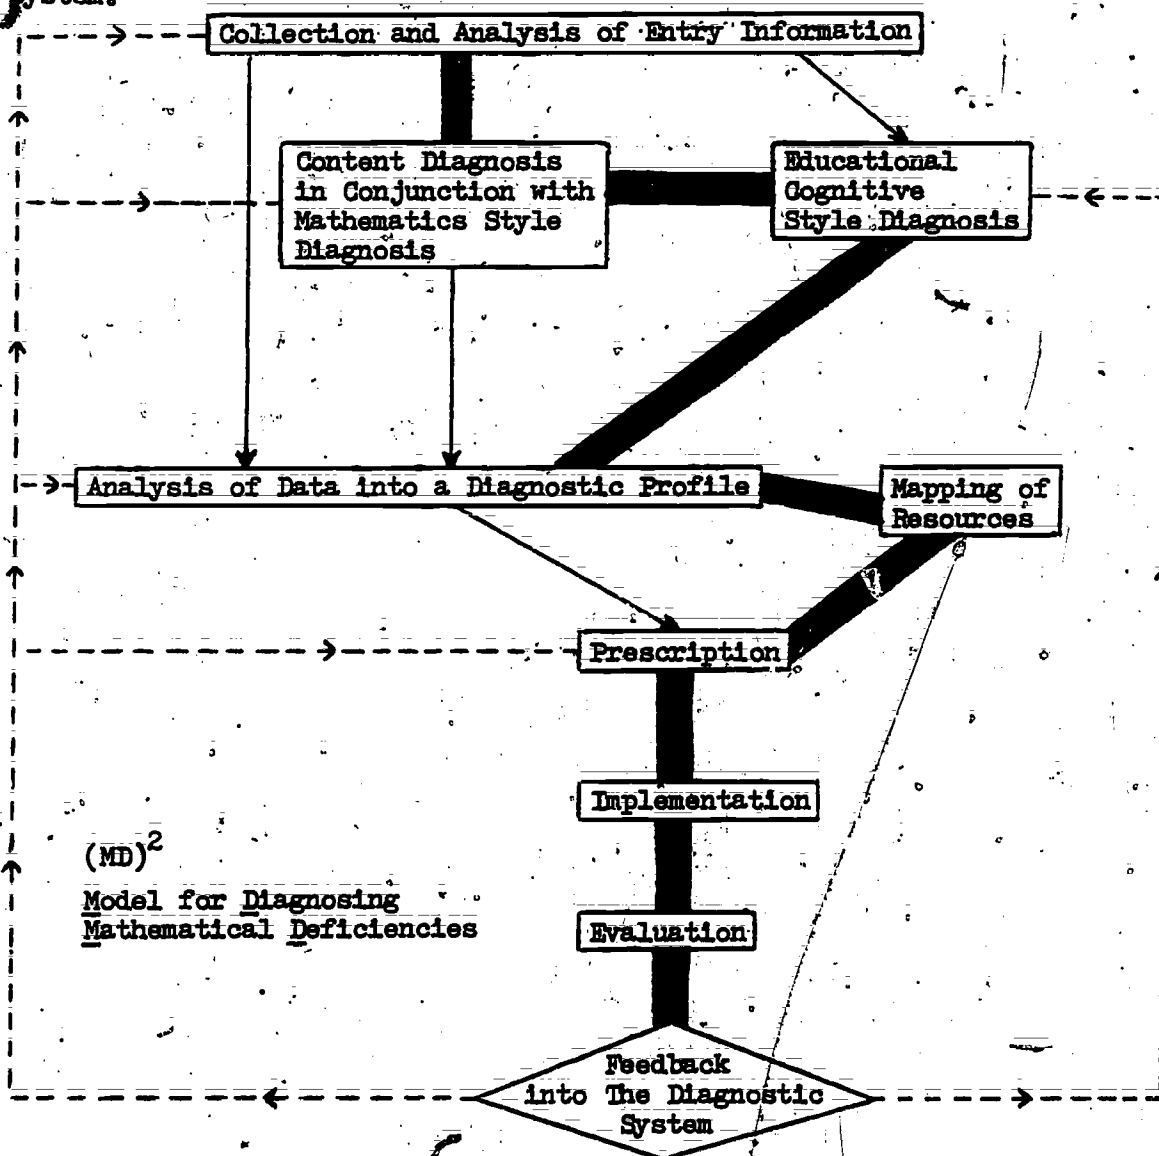 ystem.
Collection and Analysis of Entry Information
Content Diagnosis
in Conjunction with
Mathematics Style
Diagnosis
Educational
Cognitive
Style Diagnosis
Analysis of Data into a Diagnostic Profile
Mapping of
Resources
Prescription
Implementation
(MD)²
Model for Diagnosing
Mathematical Deficiencies
Evaluation
Feedback
into The Diagnostic
System